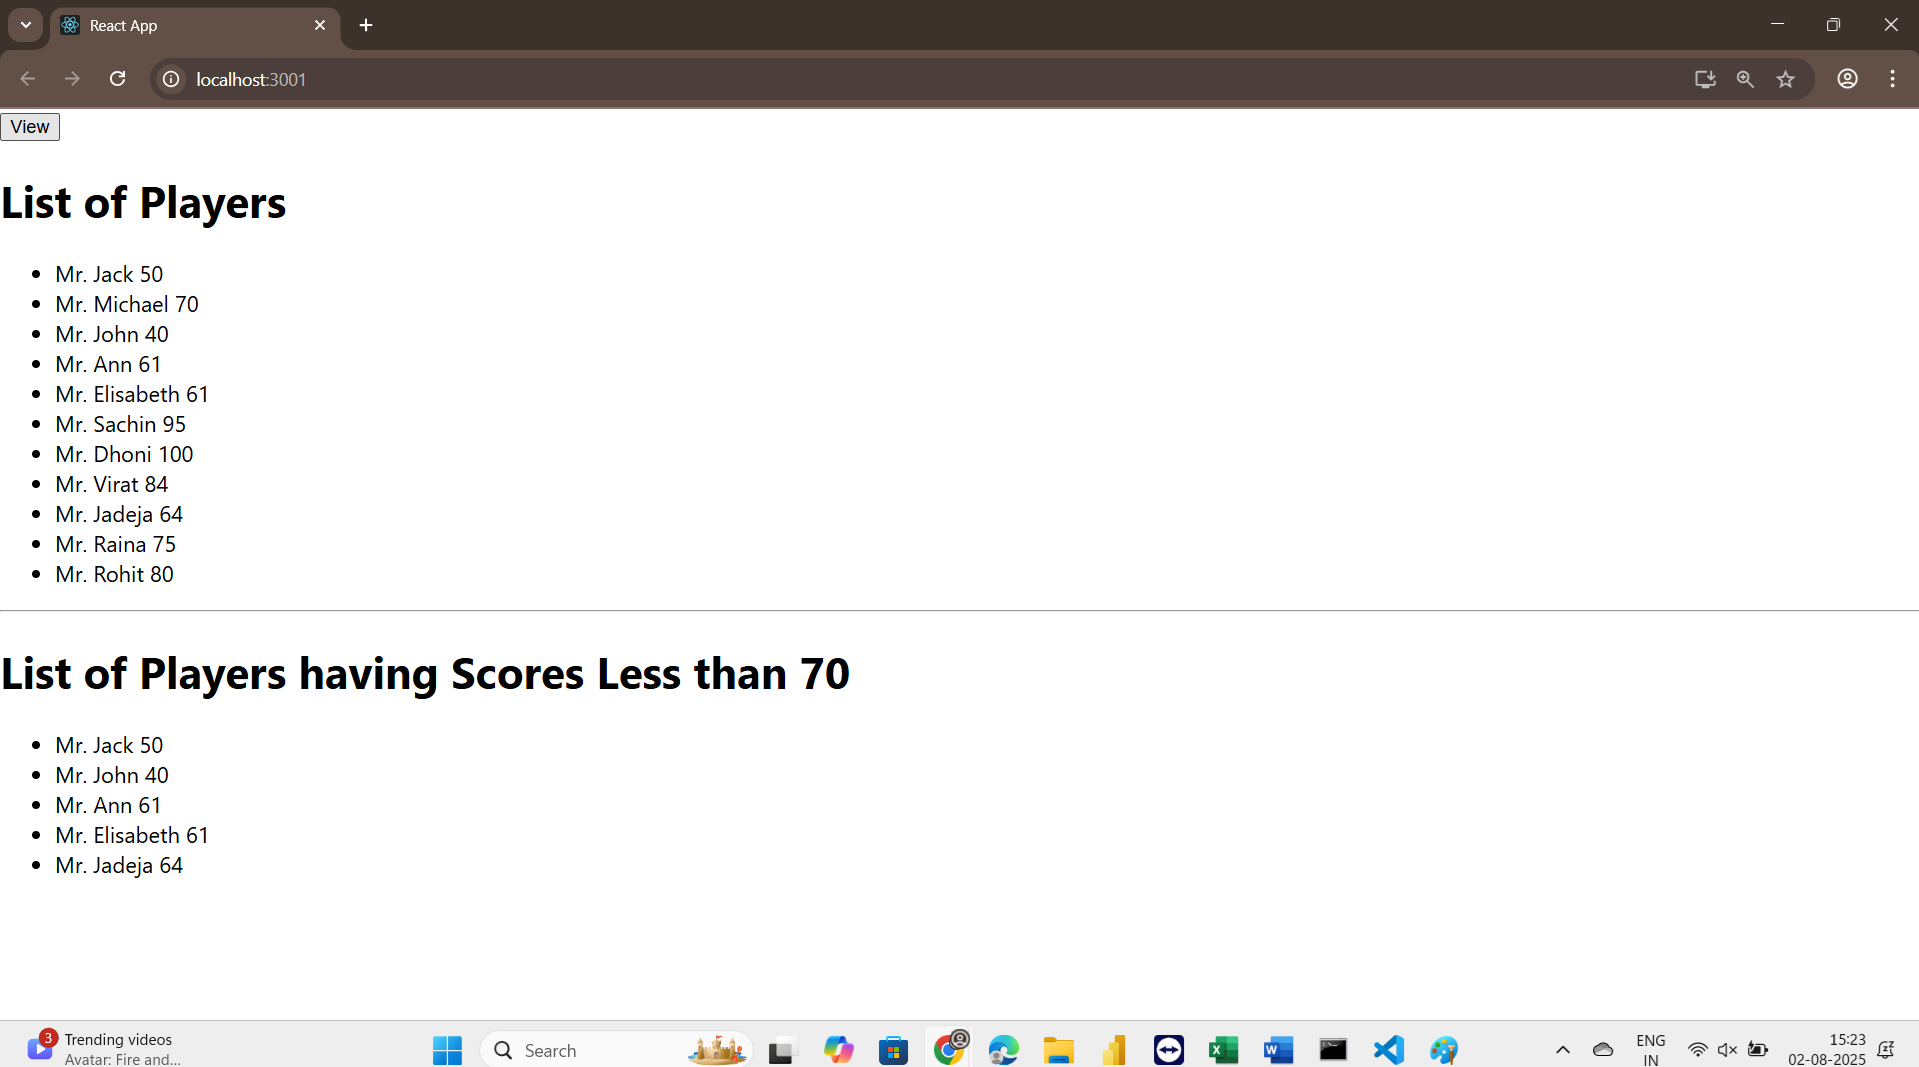 React App
localhost:3001
View
List of Players
Mr. Jack 50
Mr. Michael 70
Mr. John 40
Mr. Ann 61
Mr. Elisabeth 61
Mr. Sachin 95
Mr. Dhoni 100
Mr. Virat 84
Mr. Jadeja 64
Mr. Raina 75
Mr. Rohit 80
List of Players having Scores Less than 70
Mr. Jack 50
Mr. John 40
Mr. Ann 61
Mr. Elisabeth 61
Mr. Jadeja 64
3
Trending videos
Avatar: Fire and...
Search
ENG
IN
15:23
02-08-2025